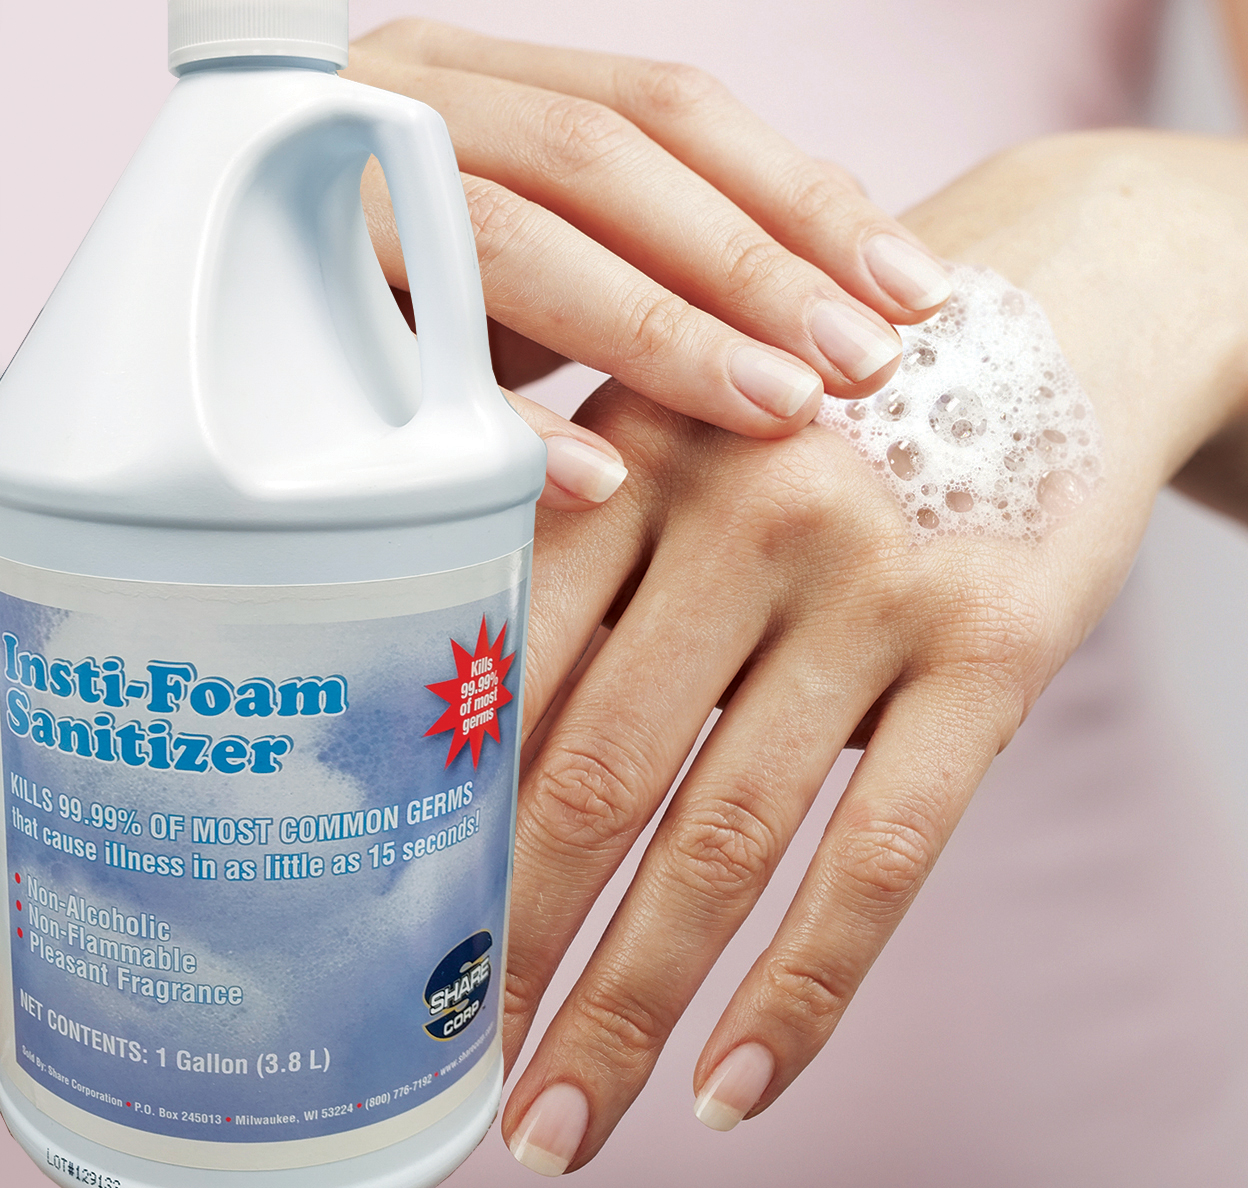 Insti-Foam
Sanitizer
Kills
99.99%
of most
germs
KILLS 99.99% OF MOST COMMON GERMS
that cause illness in as little as 15 seconds!
• Non-Alcoholic
• Non-Flammable
• Pleasant Fragrance
SHARE
CORP
NET CONTENTS: 1 Gallon (3.8 L)
Sold By: Share Corporation • P.O. Box 245013 • Milwaukee, WI 53224 • (800) 776-7192 • www.sharecorp.com